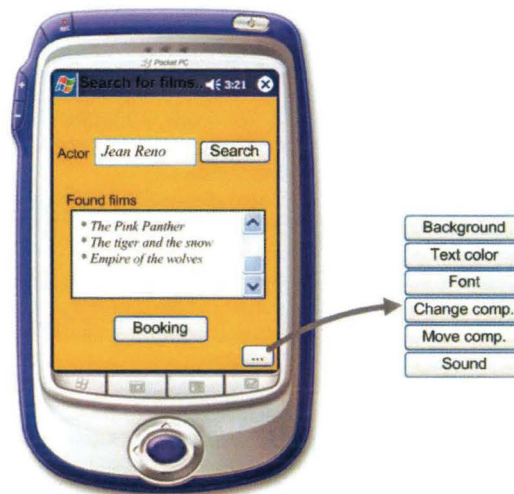 Pocket PC
Search for films.. 3:21
Actor Jean Reno Search
Found films
* The Pink Panther
* The tiger and the snow
* Empire of the wolves
Booking
...
Background
Text color
Font
Change comp.
Move comp.
Sound